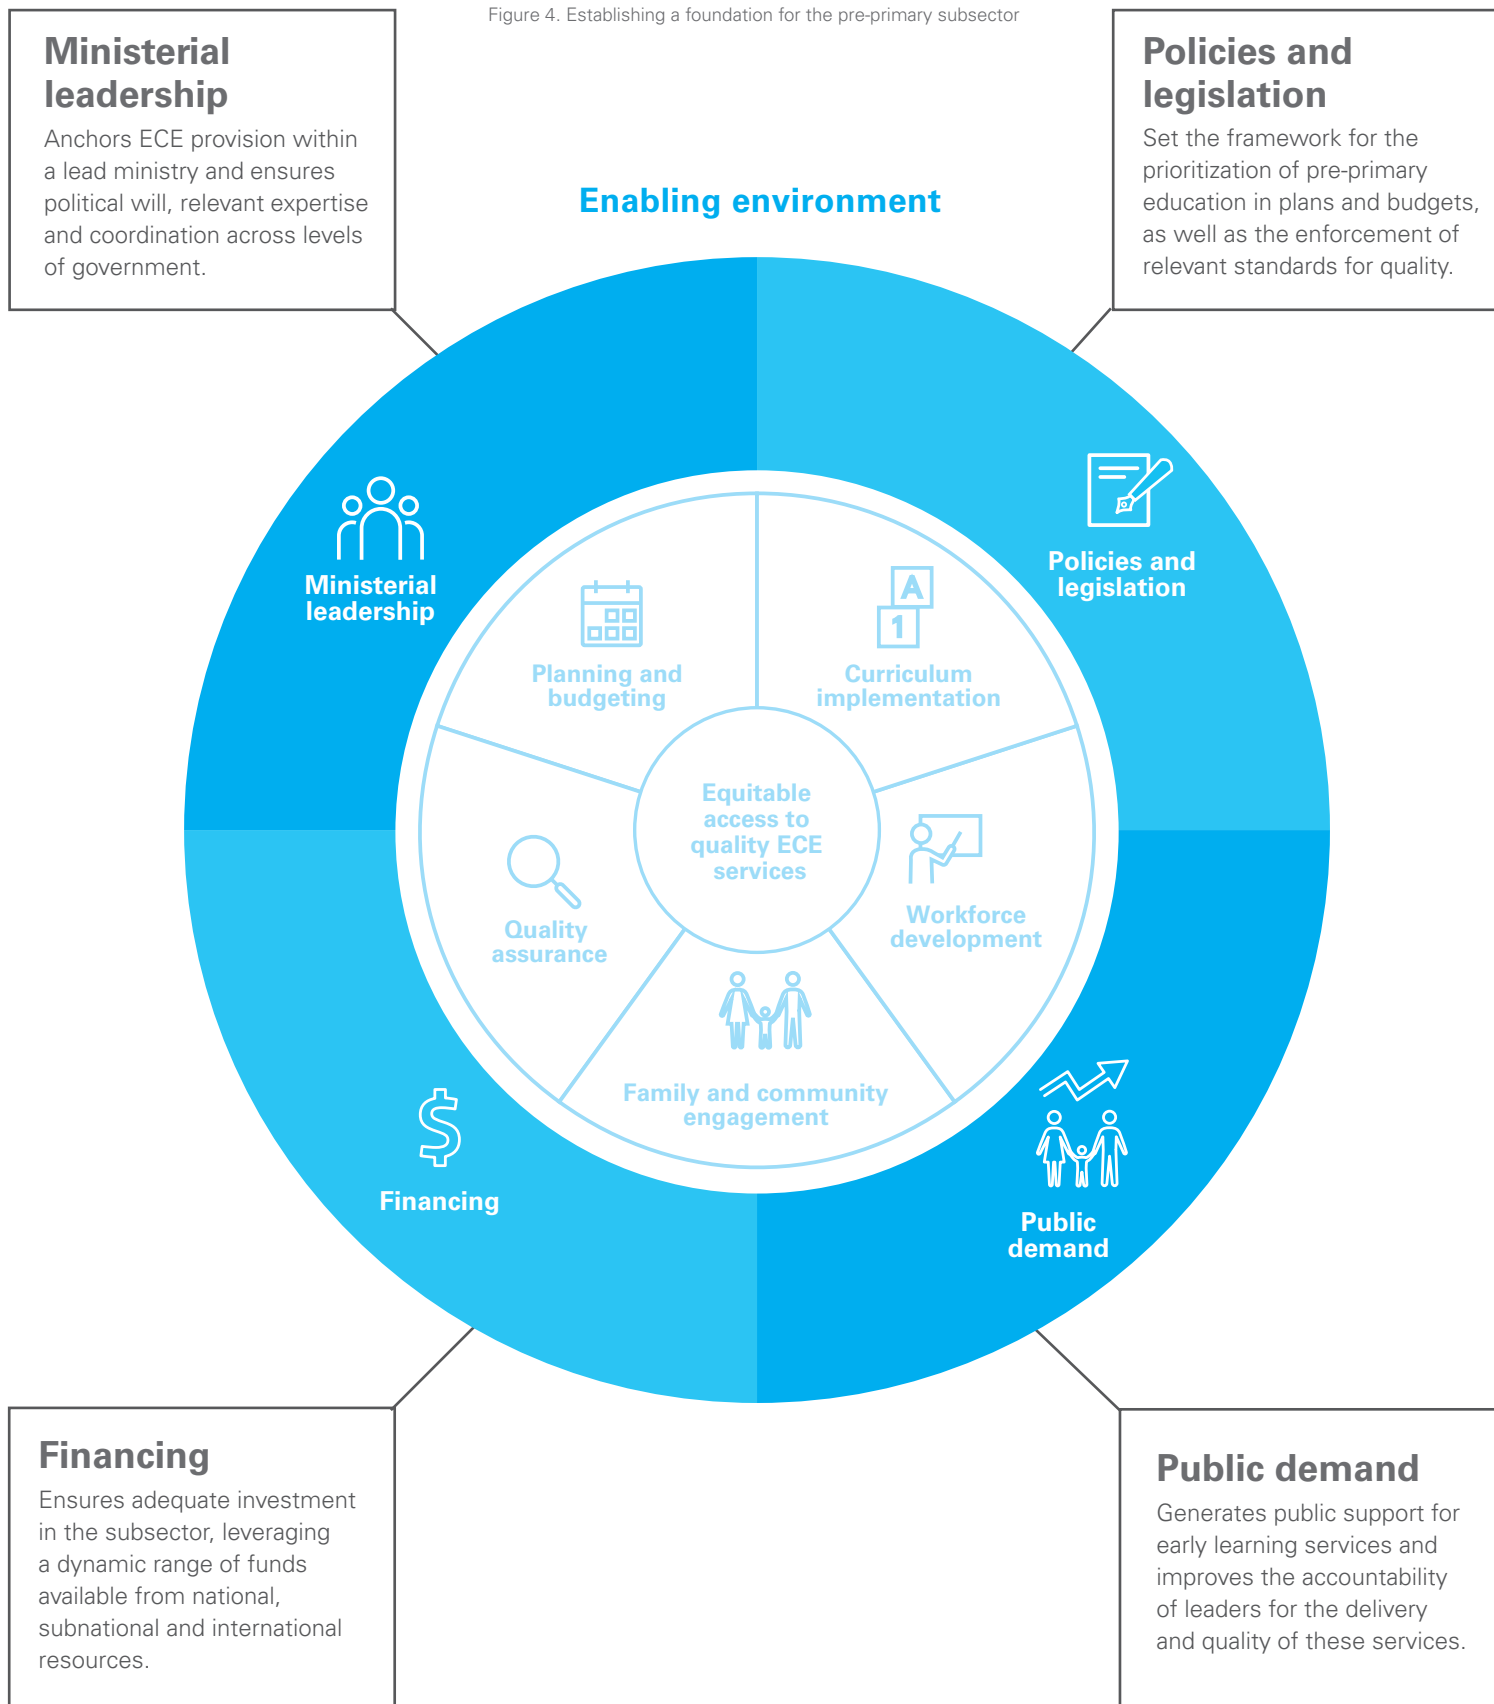 Figure 4. Establishing a foundation for the pre-primary subsector
Ministerial
leadership
Anchors ECE provision within
a lead ministry and ensures
political will, relevant expertise
and coordination across levels
of government.
Policies and
legislation
Set the framework for the
prioritization of pre-primary
education in plans and budgets,
as well as the enforcement of
relevant standards for quality.
Enabling environment
Ministerial
leadership
Policies and
legislation
Planning and
budgeting
A
1
Curriculum
implementation
Equitable
access to
quality ECE
services
Quality
assurance
Workforce
development
Family and community
engagement
$
Financing
Public
demand
Financing
Ensures adequate investment
in the subsector, leveraging
a dynamic range of funds
available from national,
subnational and international
resources.
Public demand
Generates public support for
early learning services and
improves the accountability
of leaders for the delivery
and quality of these services.